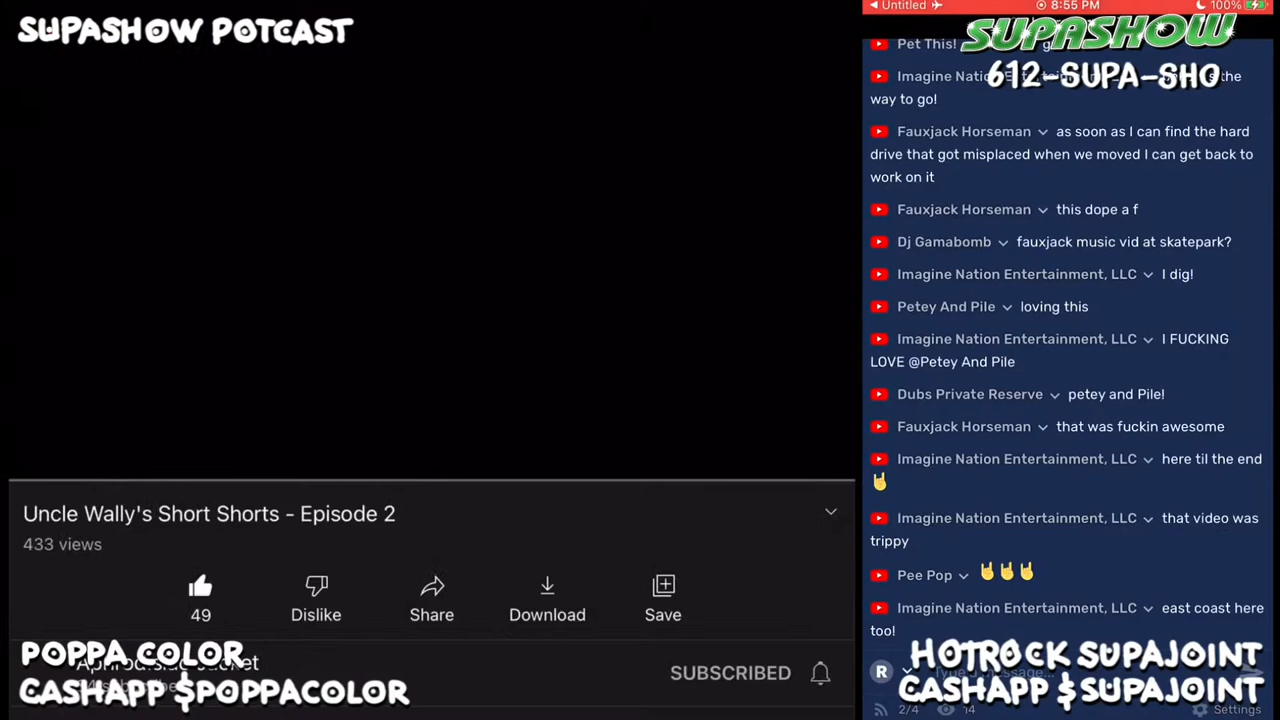 SUPASHOW POTCAST
Uncle Wally's Short Shorts - Episode 2
433 views
49
Dislike
Share
Download
Save
SUBSCRIBED
POPPA COLOR
CASHAPP $POPPACOLOR
Untitled
8:55 PM
100%
SUPASHOW
612-SUPA-SHO
Pet This!
Imagine
the
way to go!
Fauxjack Horseman as soon as I can find the hard
drive that got misplaced when we moved I can get back to
work on it
Fauxjack Horseman this dope a f
Dj Gamabomb fauxjack music vid at skatepark?
Imagine Nation Entertainment, LLC I dig!
Petey And Pile loving this
Imagine Nation Entertainment, LLC I FUCKING
LOVE @Petey And Pile
Dubs Private Reserve petey and Pile!
Fauxjack Horseman that was fuckin awesome
Imagine Nation Entertainment, LLC here til the end
🤘
Imagine Nation Entertainment, LLC that video was
trippy
Pee Pop 🤘🤘🤘
Imagine Nation Entertainment, LLC east coast here
too!
HOTROCK SUPAJOINT
R
CASHAPP $SUPAJOINT
2/4
Settings